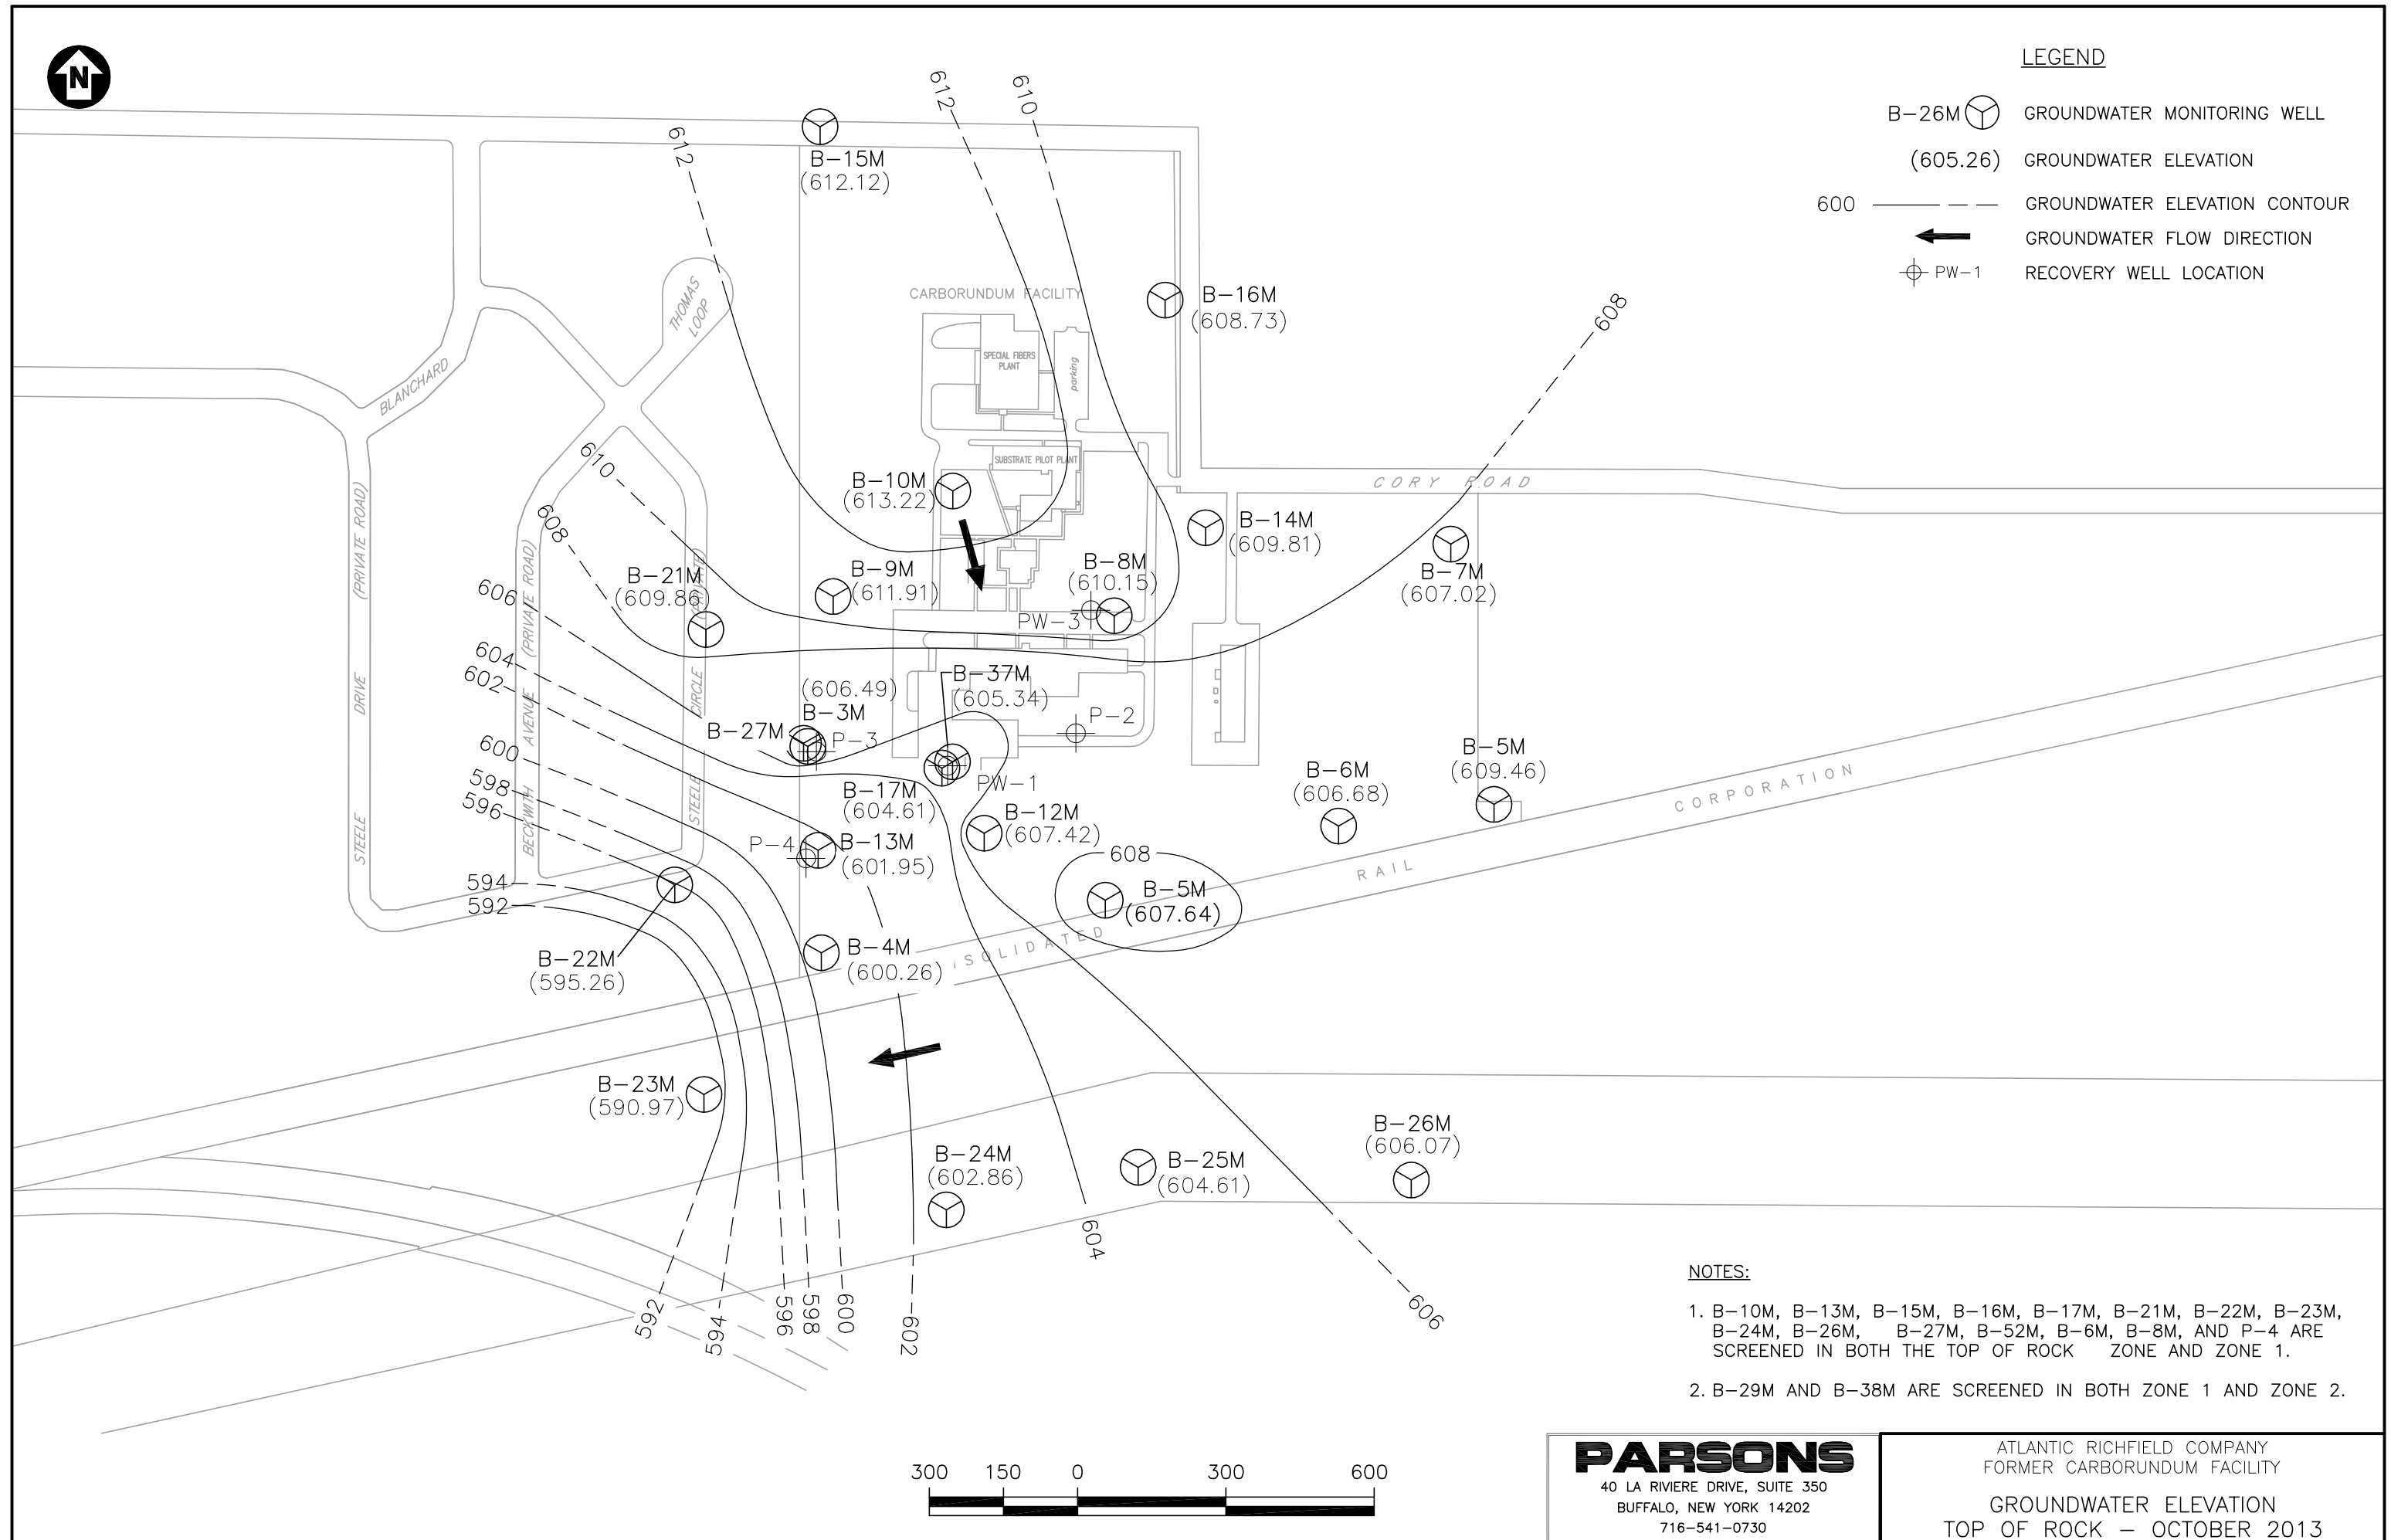 N
LEGEND
B-26M GROUNDWATER MONITORING WELL
(605.26) GROUNDWATER ELEVATION
600 GROUNDWATER ELEVATION CONTOUR
GROUNDWATER FLOW DIRECTION
PW-1 RECOVERY WELL LOCATION
612
610
612
B-15M
(612.12)
THOMAS
LOOP
CARBORUNDUM FACILITY
B-16M
(608.73)
608
SPECIAL FIBERS
PLANT
parking
BLANCHARD
610
SUBSTRATE PILOT PLANT
B-10M
(613.22)
CORY ROAD
608
B-14M
(609.81)
B-21M
(609.86)
B-9M
(611.91)
B-8M
(610.15)
B-7M
(607.02)
606
PW-3
604
602
(606.49)
B-3M
B-27M
P-3
B-37M
(605.34)
P-2
STEELE DRIVE (PRIVATE ROAD)
BECKWITH AVENUE (PRIVATE ROAD)
STEELE CIRCLE (PRIVATE)
600
598
596
B-17M
(604.61)
PW-1
B-6M
(606.68)
B-5M
(609.46)
B-12M
(607.42)
P-4
B-13M
(601.95)
608
B-5M
(607.64)
594
592
SOLIDATED RAIL CORPORATION
B-22M
(595.26)
B-4M
(600.26)
B-23M
(590.97)
B-24M
(602.86)
B-25M
(604.61)
B-26M
(606.07)
604
606
592
594
596
598
600
602
NOTES:
1. B-10M, B-13M, B-15M, B-16M, B-17M, B-21M, B-22M, B-23M,
B-24M, B-26M, B-27M, B-52M, B-6M, B-8M, AND P-4 ARE
SCREENED IN BOTH THE TOP OF ROCK ZONE AND ZONE 1.
2. B-29M AND B-38M ARE SCREENED IN BOTH ZONE 1 AND ZONE 2.
300 150 0 300 600
PARSONS
40 LA RIVIERE DRIVE, SUITE 350
BUFFALO, NEW YORK 14202
716-541-0730
ATLANTIC RICHFIELD COMPANY
FORMER CARBORUNDUM FACILITY
GROUNDWATER ELEVATION
TOP OF ROCK - OCTOBER 2013